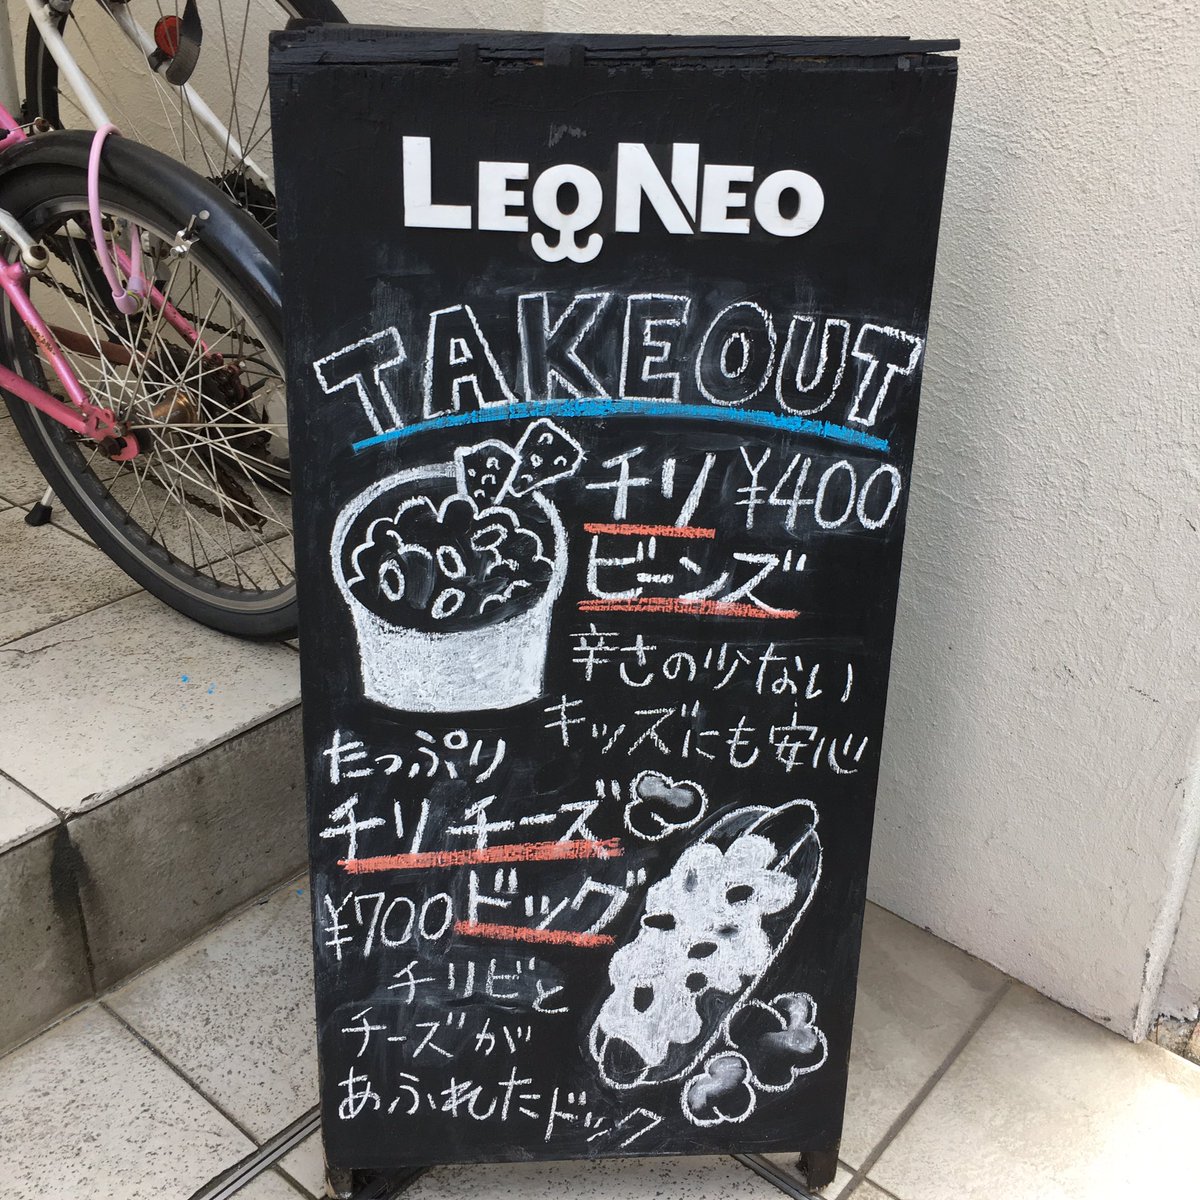 LEONEO
TAKEOUT
チリ ¥400
ビーンズ
辛さの少ない
キッズにも安心
たっぷり
チリチーズ
¥700 ドッグ
チリビと
チーズが
あふれたドック